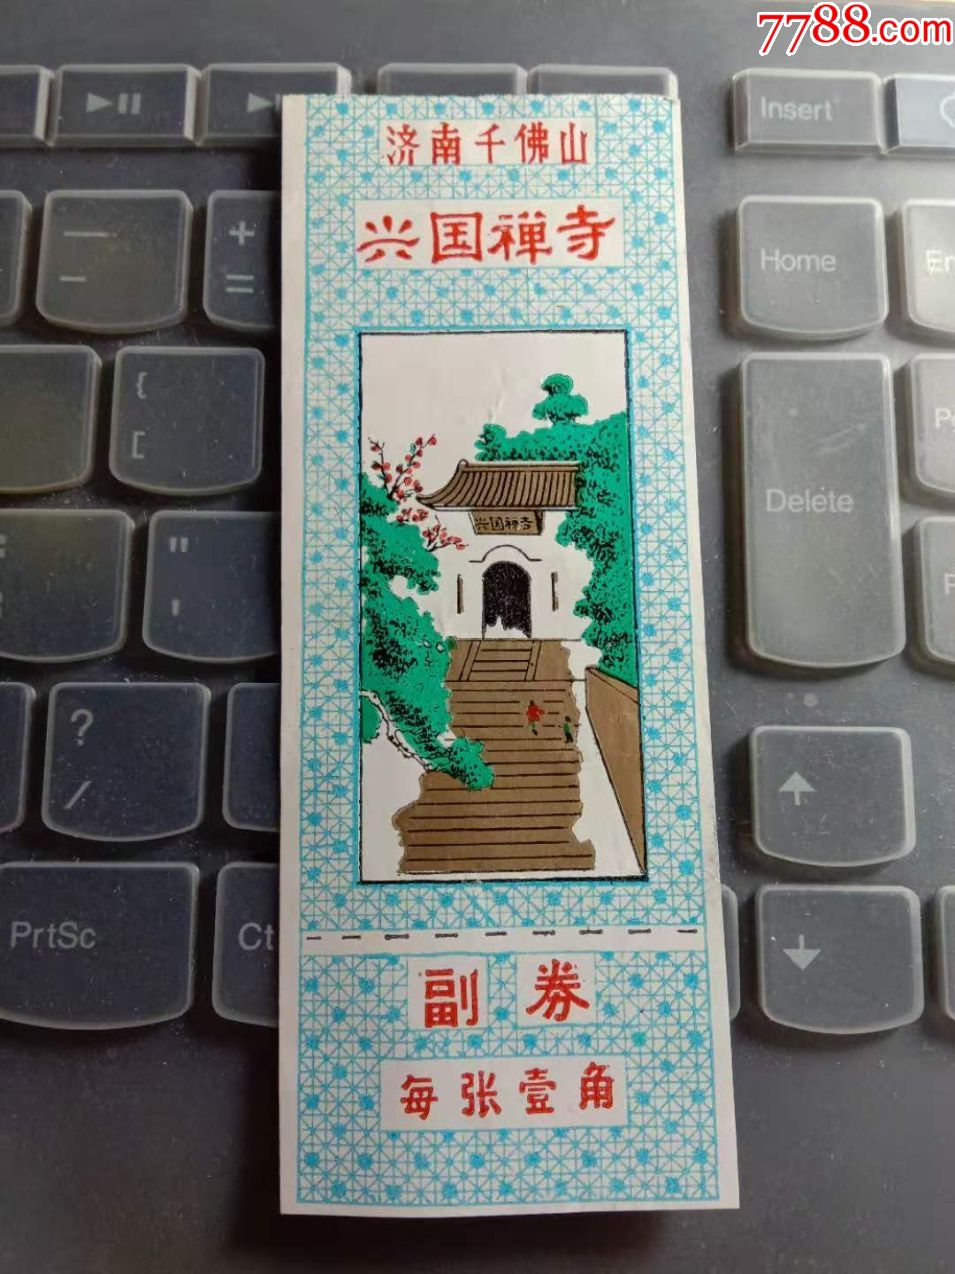 7788.com
Insert
济南千佛山
兴国禅寺
+
=
Home
{
[
兴国禅寺
Delete
"
'
?
/
PrtSc
Ct
副券
每张壹角